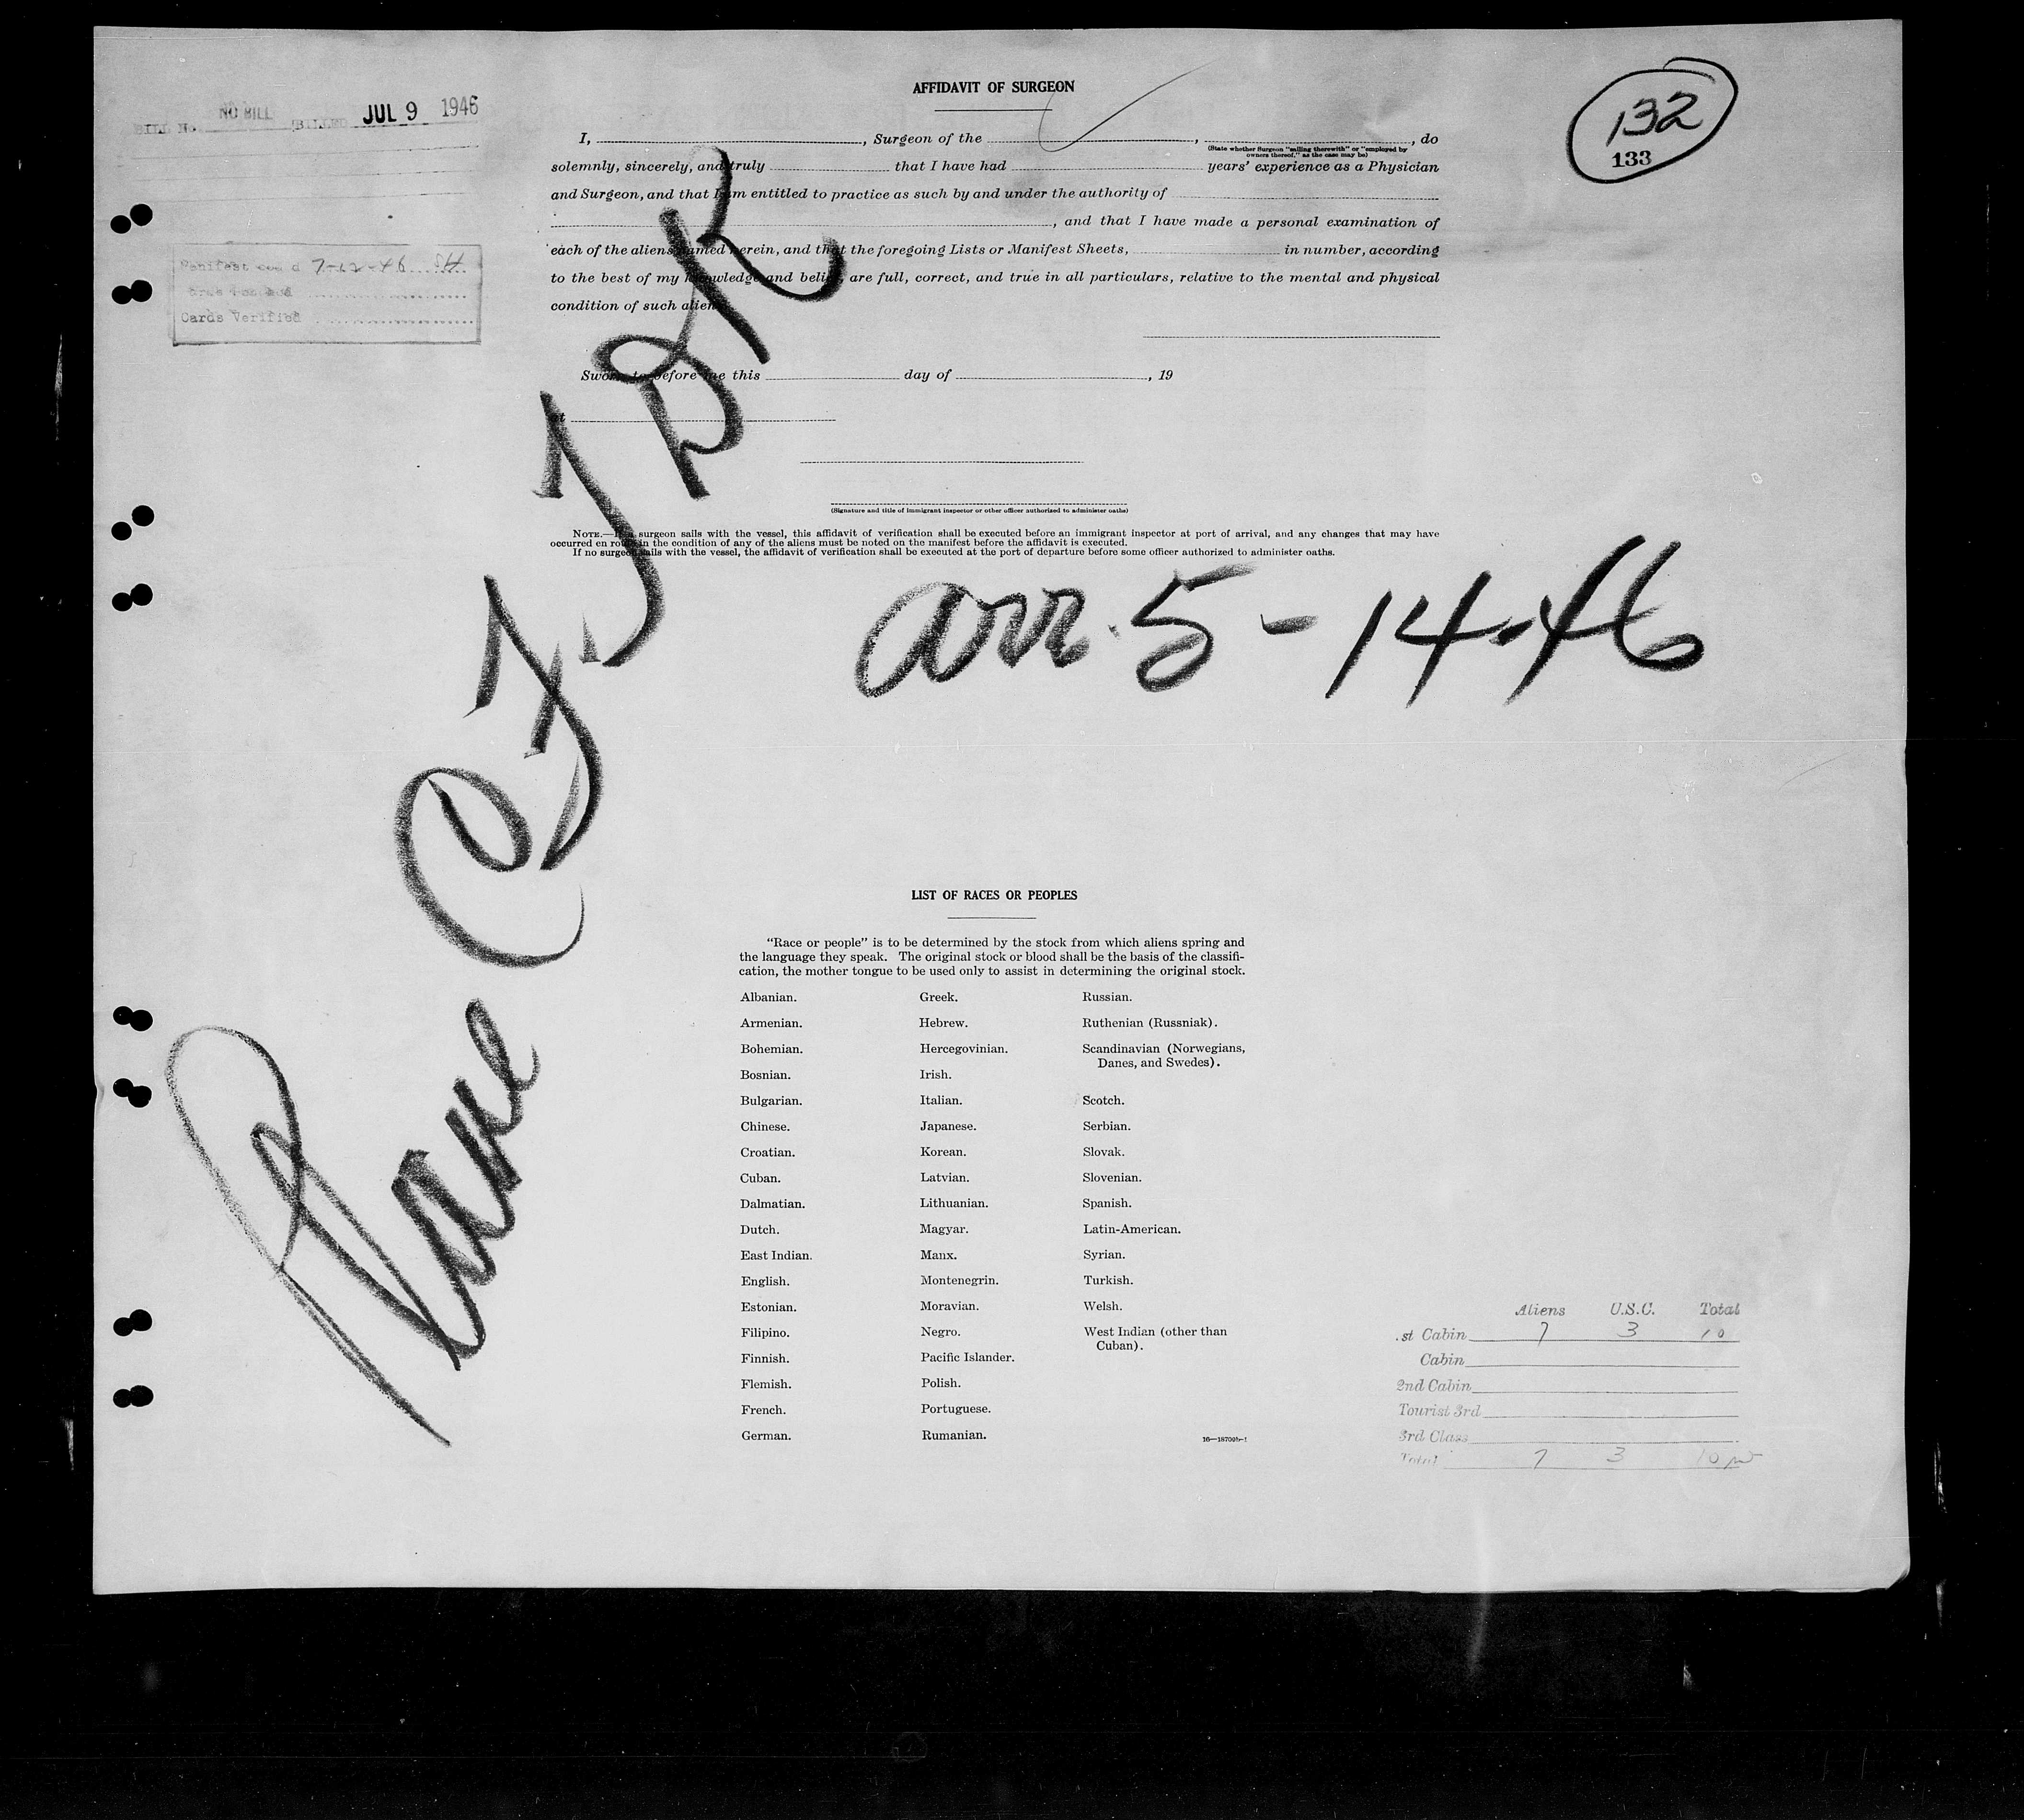 BILL No. NO BILL BILLED JUL 9 1946
132
133
AFFIDAVIT OF SURGEON
I, , Surgeon of the , , do
(State whether Surgeon "sailing therewith" or "employed by
owners thereof," as the case may be)
solemnly, sincerely, and truly that I have had years' experience as a Physician
and Surgeon, and that I am entitled to practice as such by and under the authority of
, and that I have made a personal examination of
each of the aliens named herein, and that the foregoing Lists or Manifest Sheets, in number, according
to the best of my knowledge and belief, are full, correct, and true in all particulars, relative to the mental and physical
condition of such aliens
Manifest 7-12-46
Cards Verified
Sworn to before me this day of , 19
at
(Signature and title of immigrant inspector or other officer authorized to administer oaths)
NOTE.—If a surgeon sails with the vessel, this affidavit of verification shall be executed before an immigrant inspector at port of arrival, and any changes that may have
occurred en route in the condition of any of the aliens must be noted on the manifest before the affidavit is executed.
If no surgeon sails with the vessel, the affidavit of verification shall be executed at the port of departure before some officer authorized to administer oaths.
Plane CFTDK
arr. 5-14-46
LIST OF RACES OR PEOPLES
"Race or people" is to be determined by the stock from which aliens spring and
the language they speak. The original stock or blood shall be the basis of the classifi-
cation, the mother tongue to be used only to assist in determining the original stock.
Albanian. Greek. Russian.
Armenian. Hebrew. Ruthenian (Russniak).
Bohemian. Hercegovinian. Scandinavian (Norwegians,
Danes, and Swedes).
Bosnian. Irish.
Bulgarian. Italian. Scotch.
Chinese. Japanese. Serbian.
Croatian. Korean. Slovak.
Cuban. Latvian. Slovenian.
Dalmatian. Lithuanian. Spanish.
Dutch. Magyar. Latin-American.
East Indian. Manx. Syrian.
English. Montenegrin. Turkish.
Estonian. Moravian. Welsh.
Filipino. Negro. West Indian (other than
Cuban).
Finnish. Pacific Islander.
Flemish. Polish.
French. Portuguese.
German. Rumanian.
16—18709b-1
Aliens U.S.C. Total
.st Cabin 7 3 10
Cabin
2nd Cabin
Tourist 3rd
3rd Class
Total 7 3 10